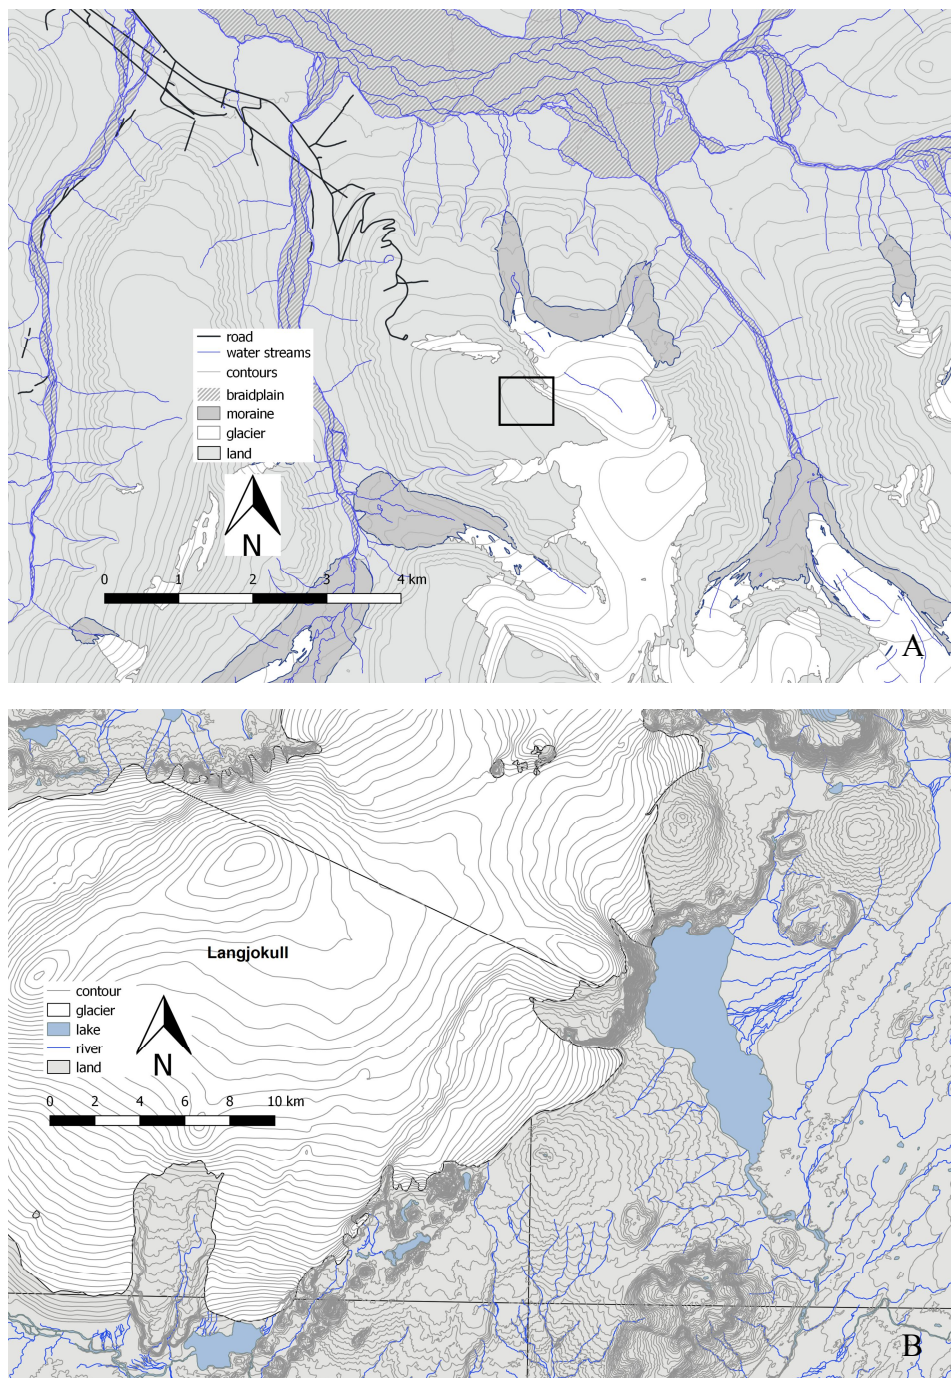 road
water streams
contours
braidplain
moraine
glacier
land
N
0 1 2 3 4 km
A
Langjokull
contour
glacier
lake
river
land
N
0 2 4 6 8 10 km
B